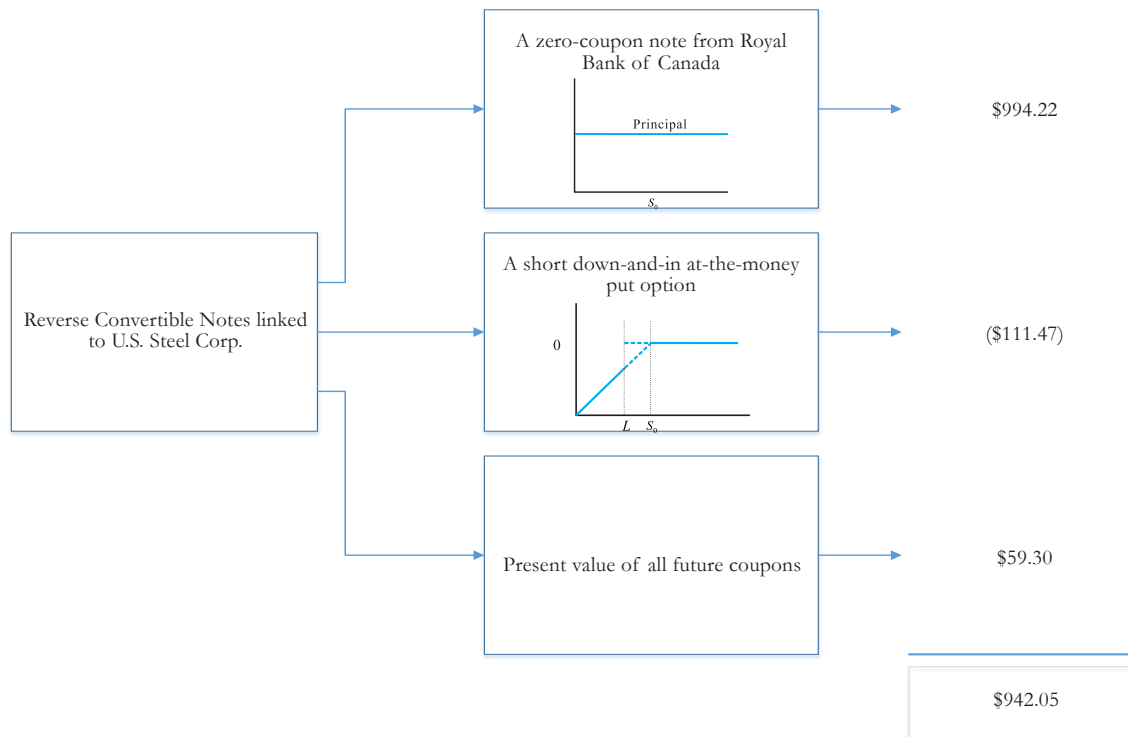 A zero-coupon note from Royal
Bank of Canada
Principal
S₀
$994.22
Reverse Convertible Notes linked
to U.S. Steel Corp.
A short down-and-in at-the-money
put option
0
L S₀
($111.47)
Present value of all future coupons
$59.30
$942.05